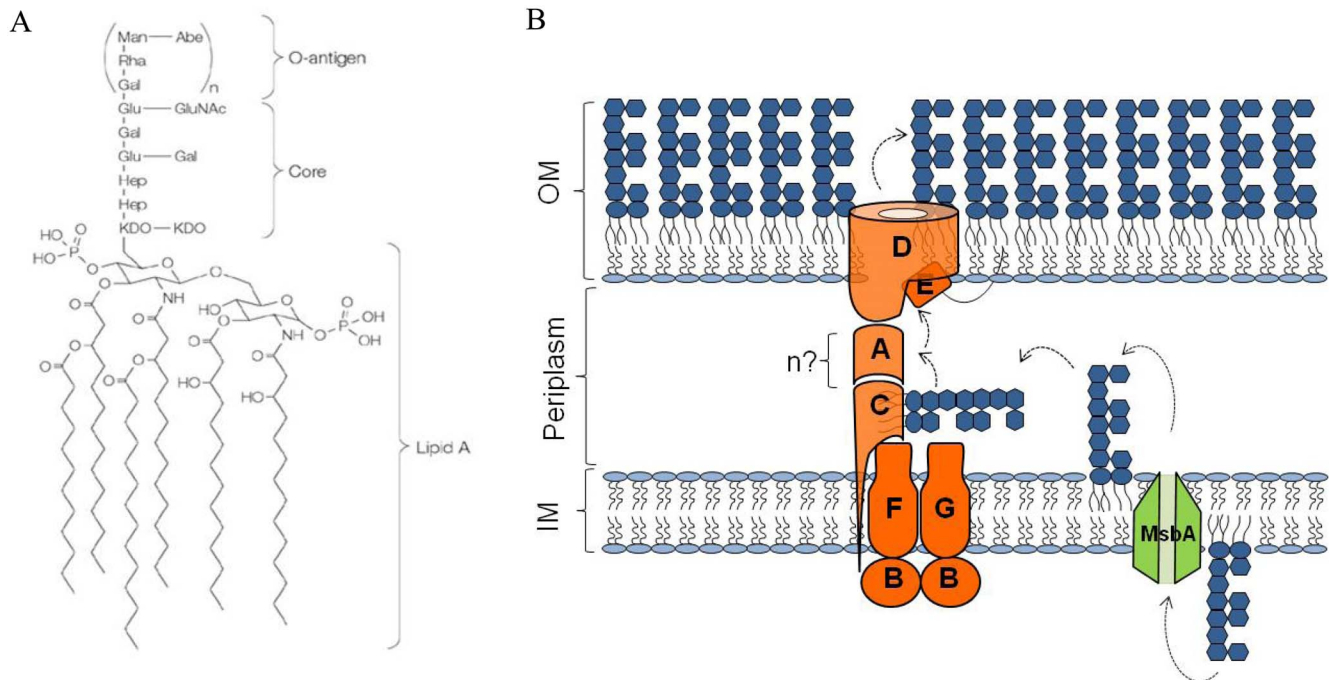 A
Man Abe
Rha
Gal
n
O-antigen
Glu GluNAc
Gal
Glu Gal
Hep
Hep
KDO KDO
Core
HO O
P
HO O
O
O
O NH
O
HO O
O
NH
O P OH
OH
O
O
O
O
O
O
O
HO
HO
Lipid A
B
OM
Periplasm
IM
D
E
n?
A
C
F G
B B
MsbA